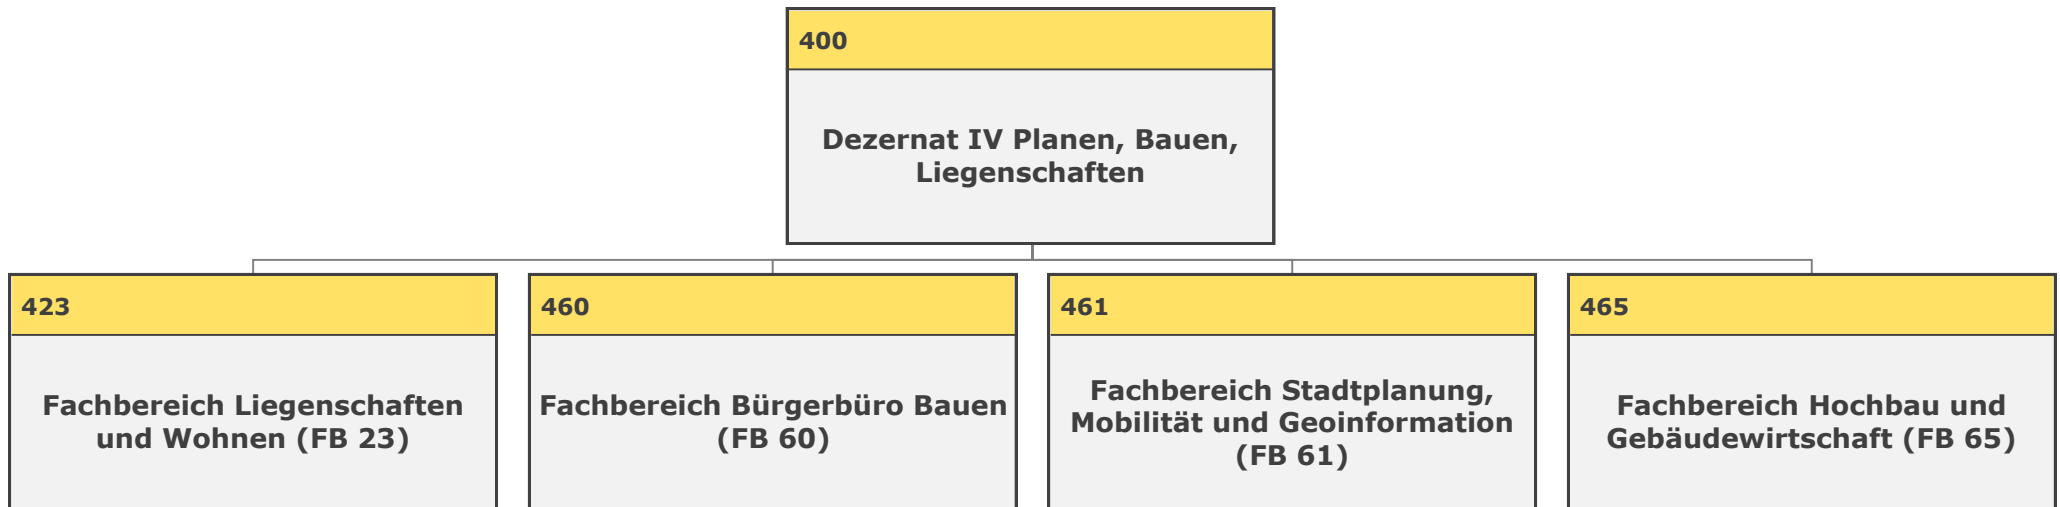 400
Dezernat IV Planen, Bauen,
Liegenschaften
423
Fachbereich Liegenschaften
und Wohnen (FB 23)
460
Fachbereich Bürgerbüro Bauen
(FB 60)
461
Fachbereich Stadtplanung,
Mobilität und Geoinformation
(FB 61)
465
Fachbereich Hochbau und
Gebäudewirtschaft (FB 65)